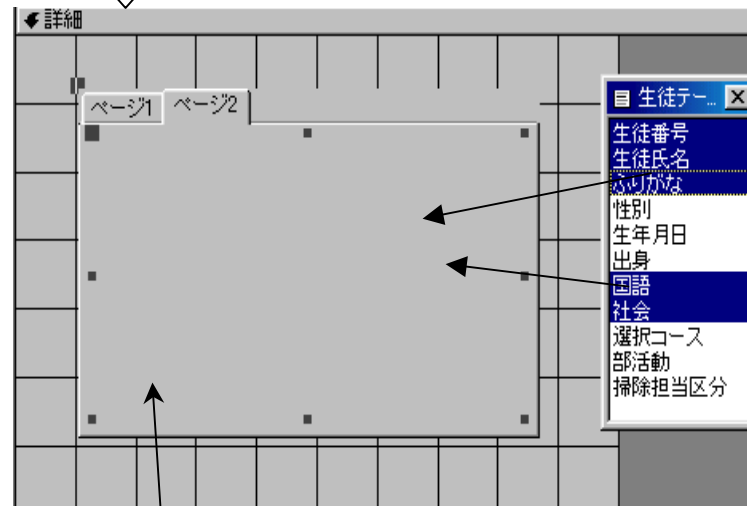 詳細
ページ1 ページ2
生徒テー...
生徒番号
生徒氏名
ふりがな
性別
生年月日
出身
国語
社会
選択コース
部活動
掃除担当区分